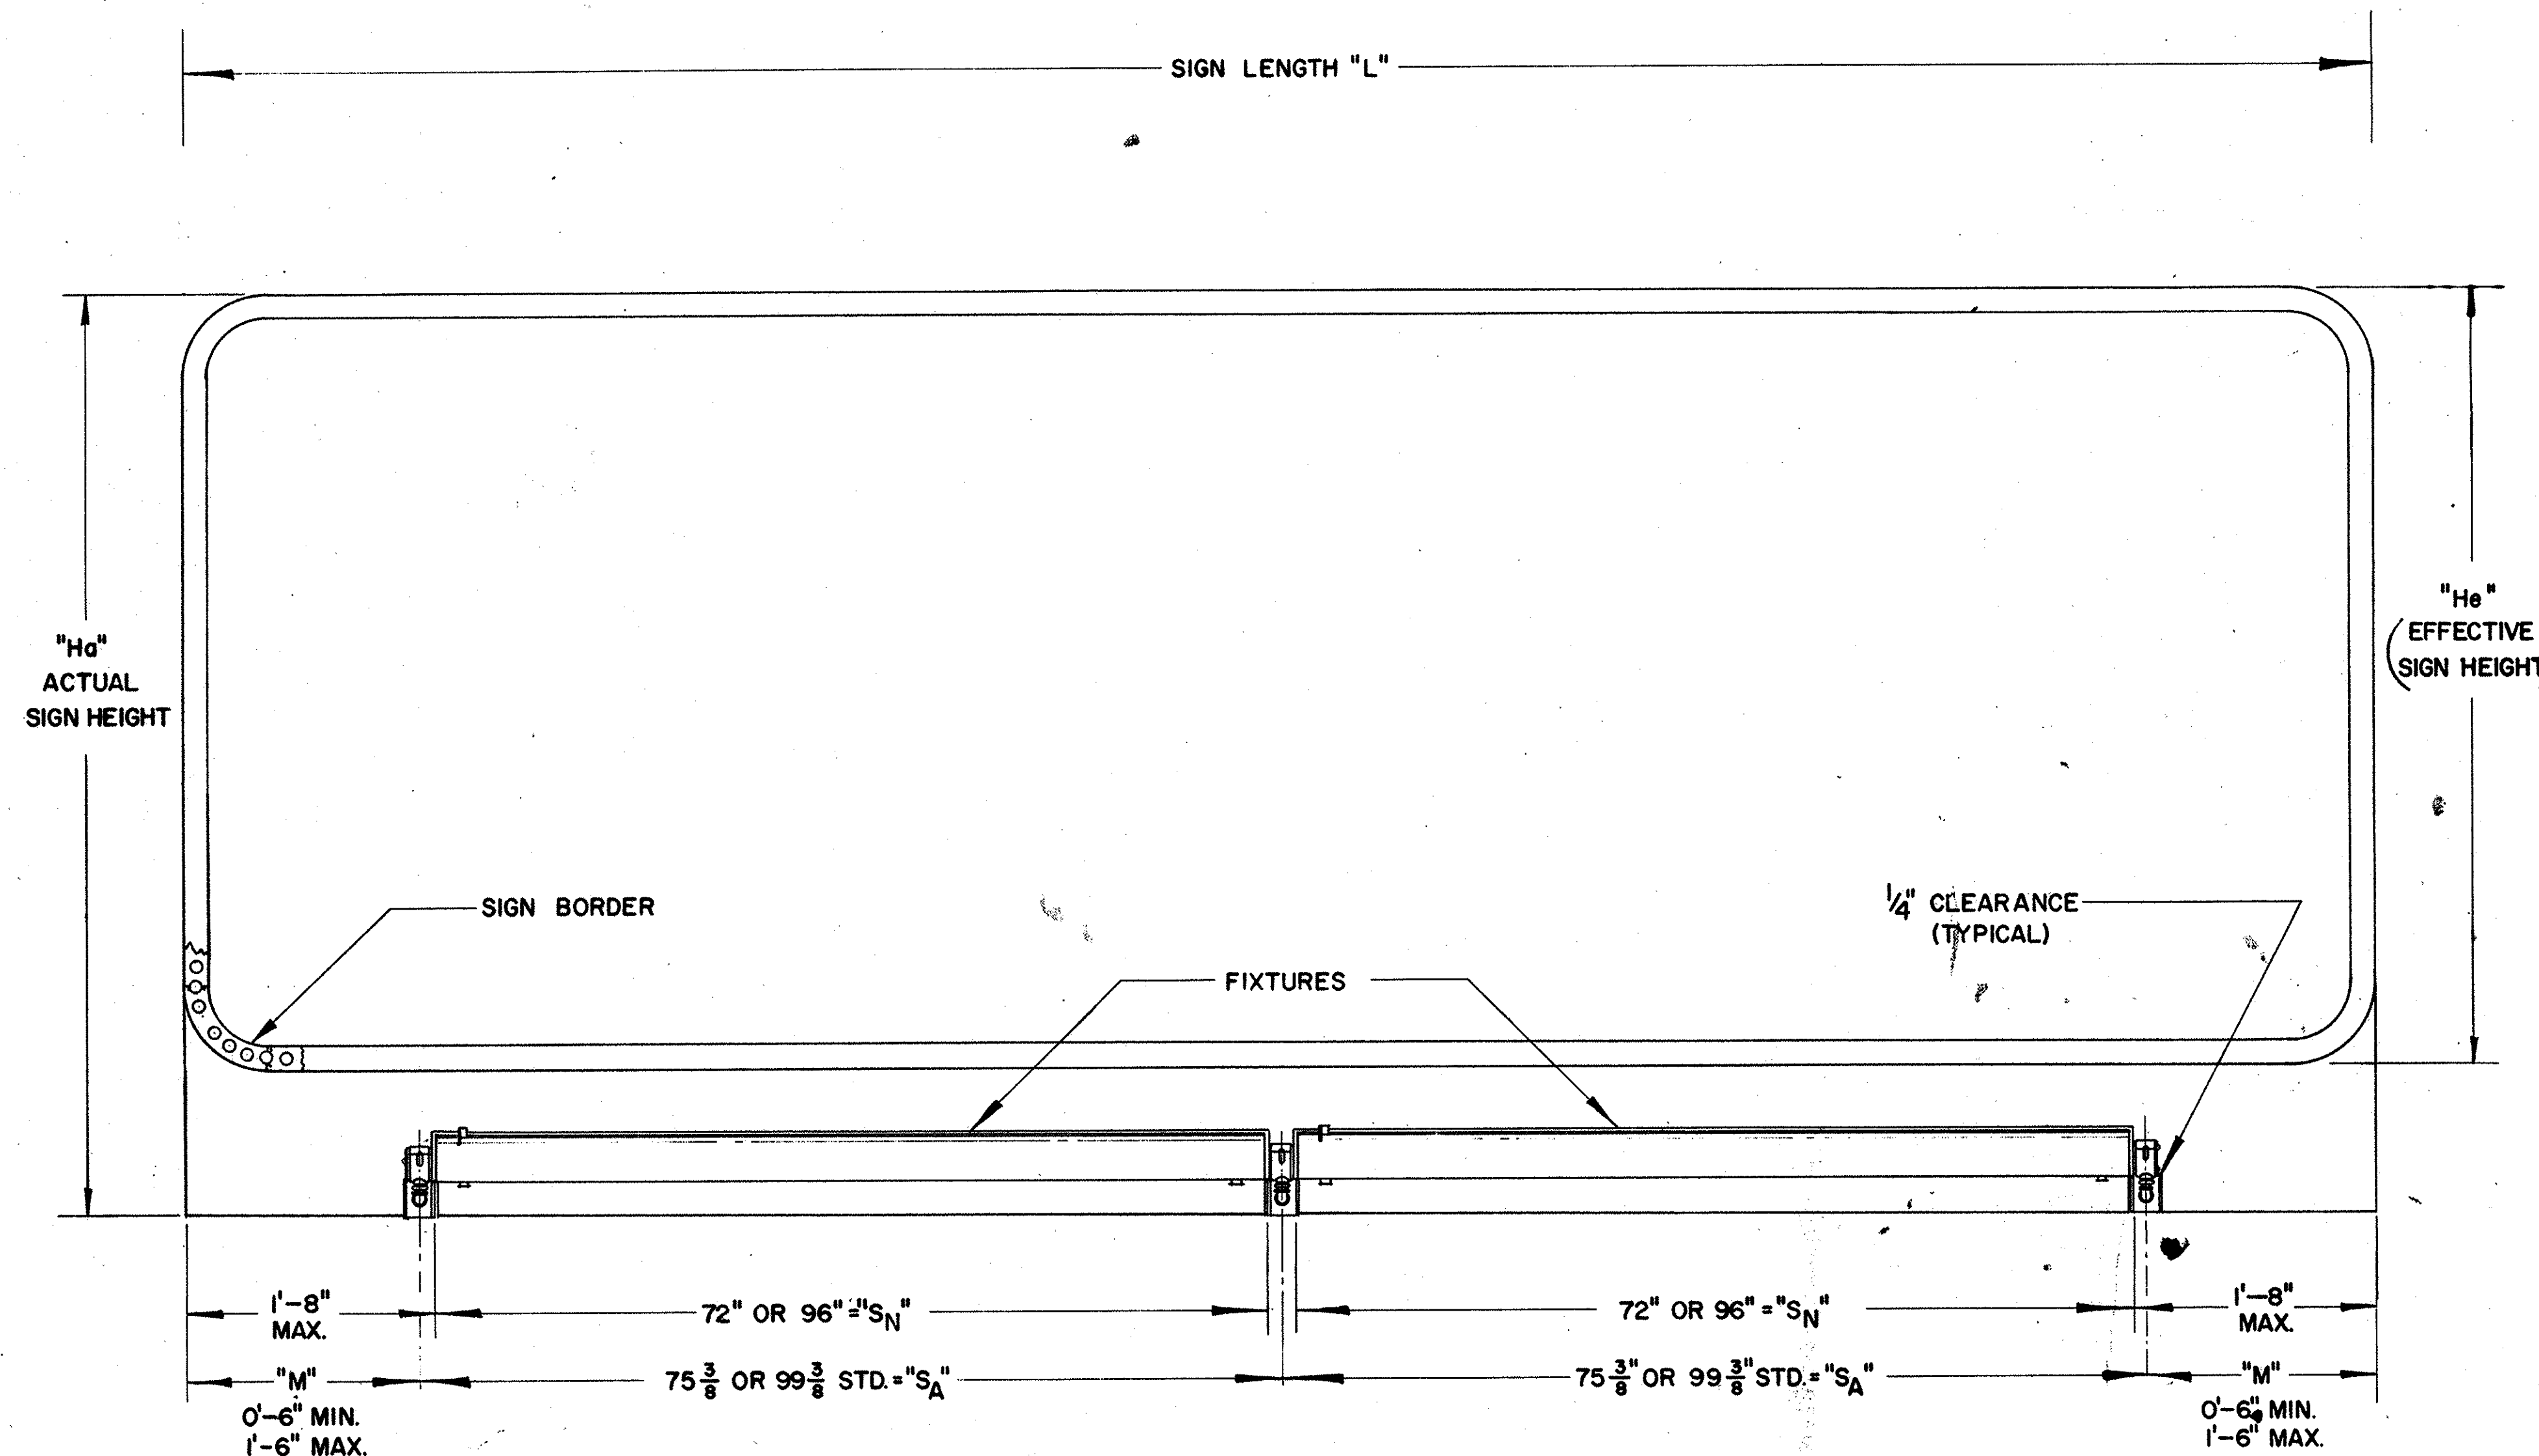 SIGN LENGTH "L"
"Ha"
ACTUAL
SIGN HEIGHT
"He"
(EFFECTIVE
SIGN HEIGHT
SIGN BORDER
1/4" CLEARANCE
(TYPICAL)
FIXTURES
1'-8"
MAX.
72" OR 96" = "SN"
72" OR 96" = "SN"
1'-8"
MAX.
"M"
75 3/8 OR 99 3/8 STD. = "SA"
75 3/8" OR 99 3/8" STD. = "SA"
"M"
0'-6" MIN.
1'-6" MAX.
0'-6" MIN.
1'-6" MAX.